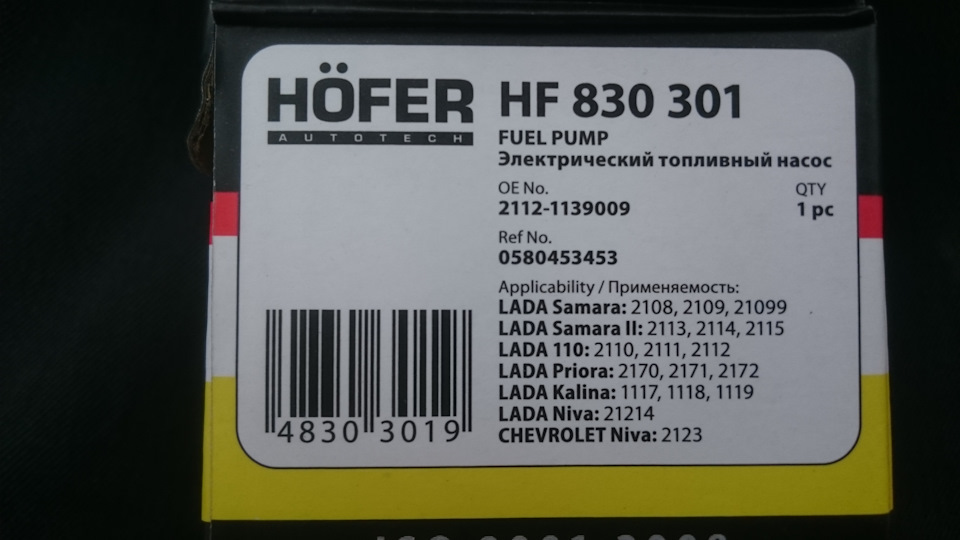 HÖFER
AUTOTECH
HF 830 301
FUEL PUMP
Электрический топливный насос
OE No.
QTY
2112-1139009
1 pc
Ref No.
0580453453
Applicability / Применяемость:
LADA Samara: 2108, 2109, 21099
LADA Samara II: 2113, 2114, 2115
LADA 110: 2110, 2111, 2112
LADA Priora: 2170, 2171, 2172
LADA Kalina: 1117, 1118, 1119
LADA Niva: 21214
CHEVROLET Niva: 2123
4830 3019